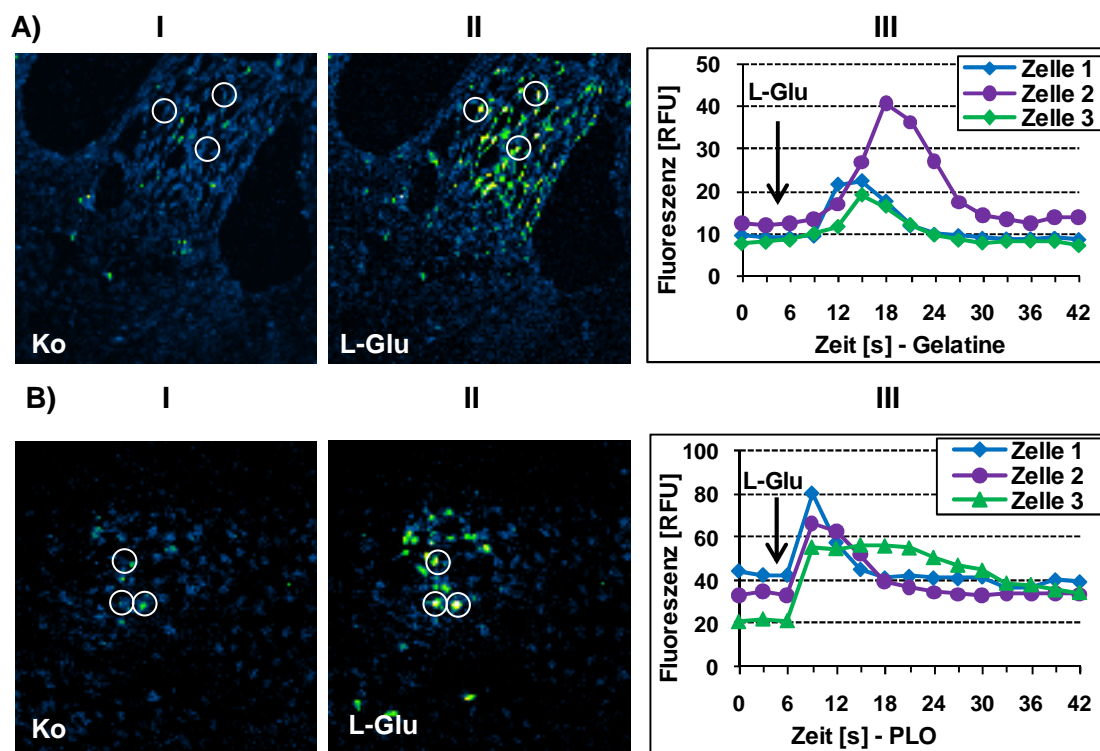 A)
I
II
III
Ko
L-Glu
50
40
30
20
10
0
Fluoreszenz [RFU]
L-Glu
Zelle 1
Zelle 2
Zelle 3
0 6 12 18 24 30 36 42
Zeit [s] - Gelatine
B)
I
II
III
Ko
L-Glu
100
80
60
40
20
0
Fluoreszenz [RFU]
L-Glu
Zelle 1
Zelle 2
Zelle 3
0 6 12 18 24 30 36 42
Zeit [s] - PLO